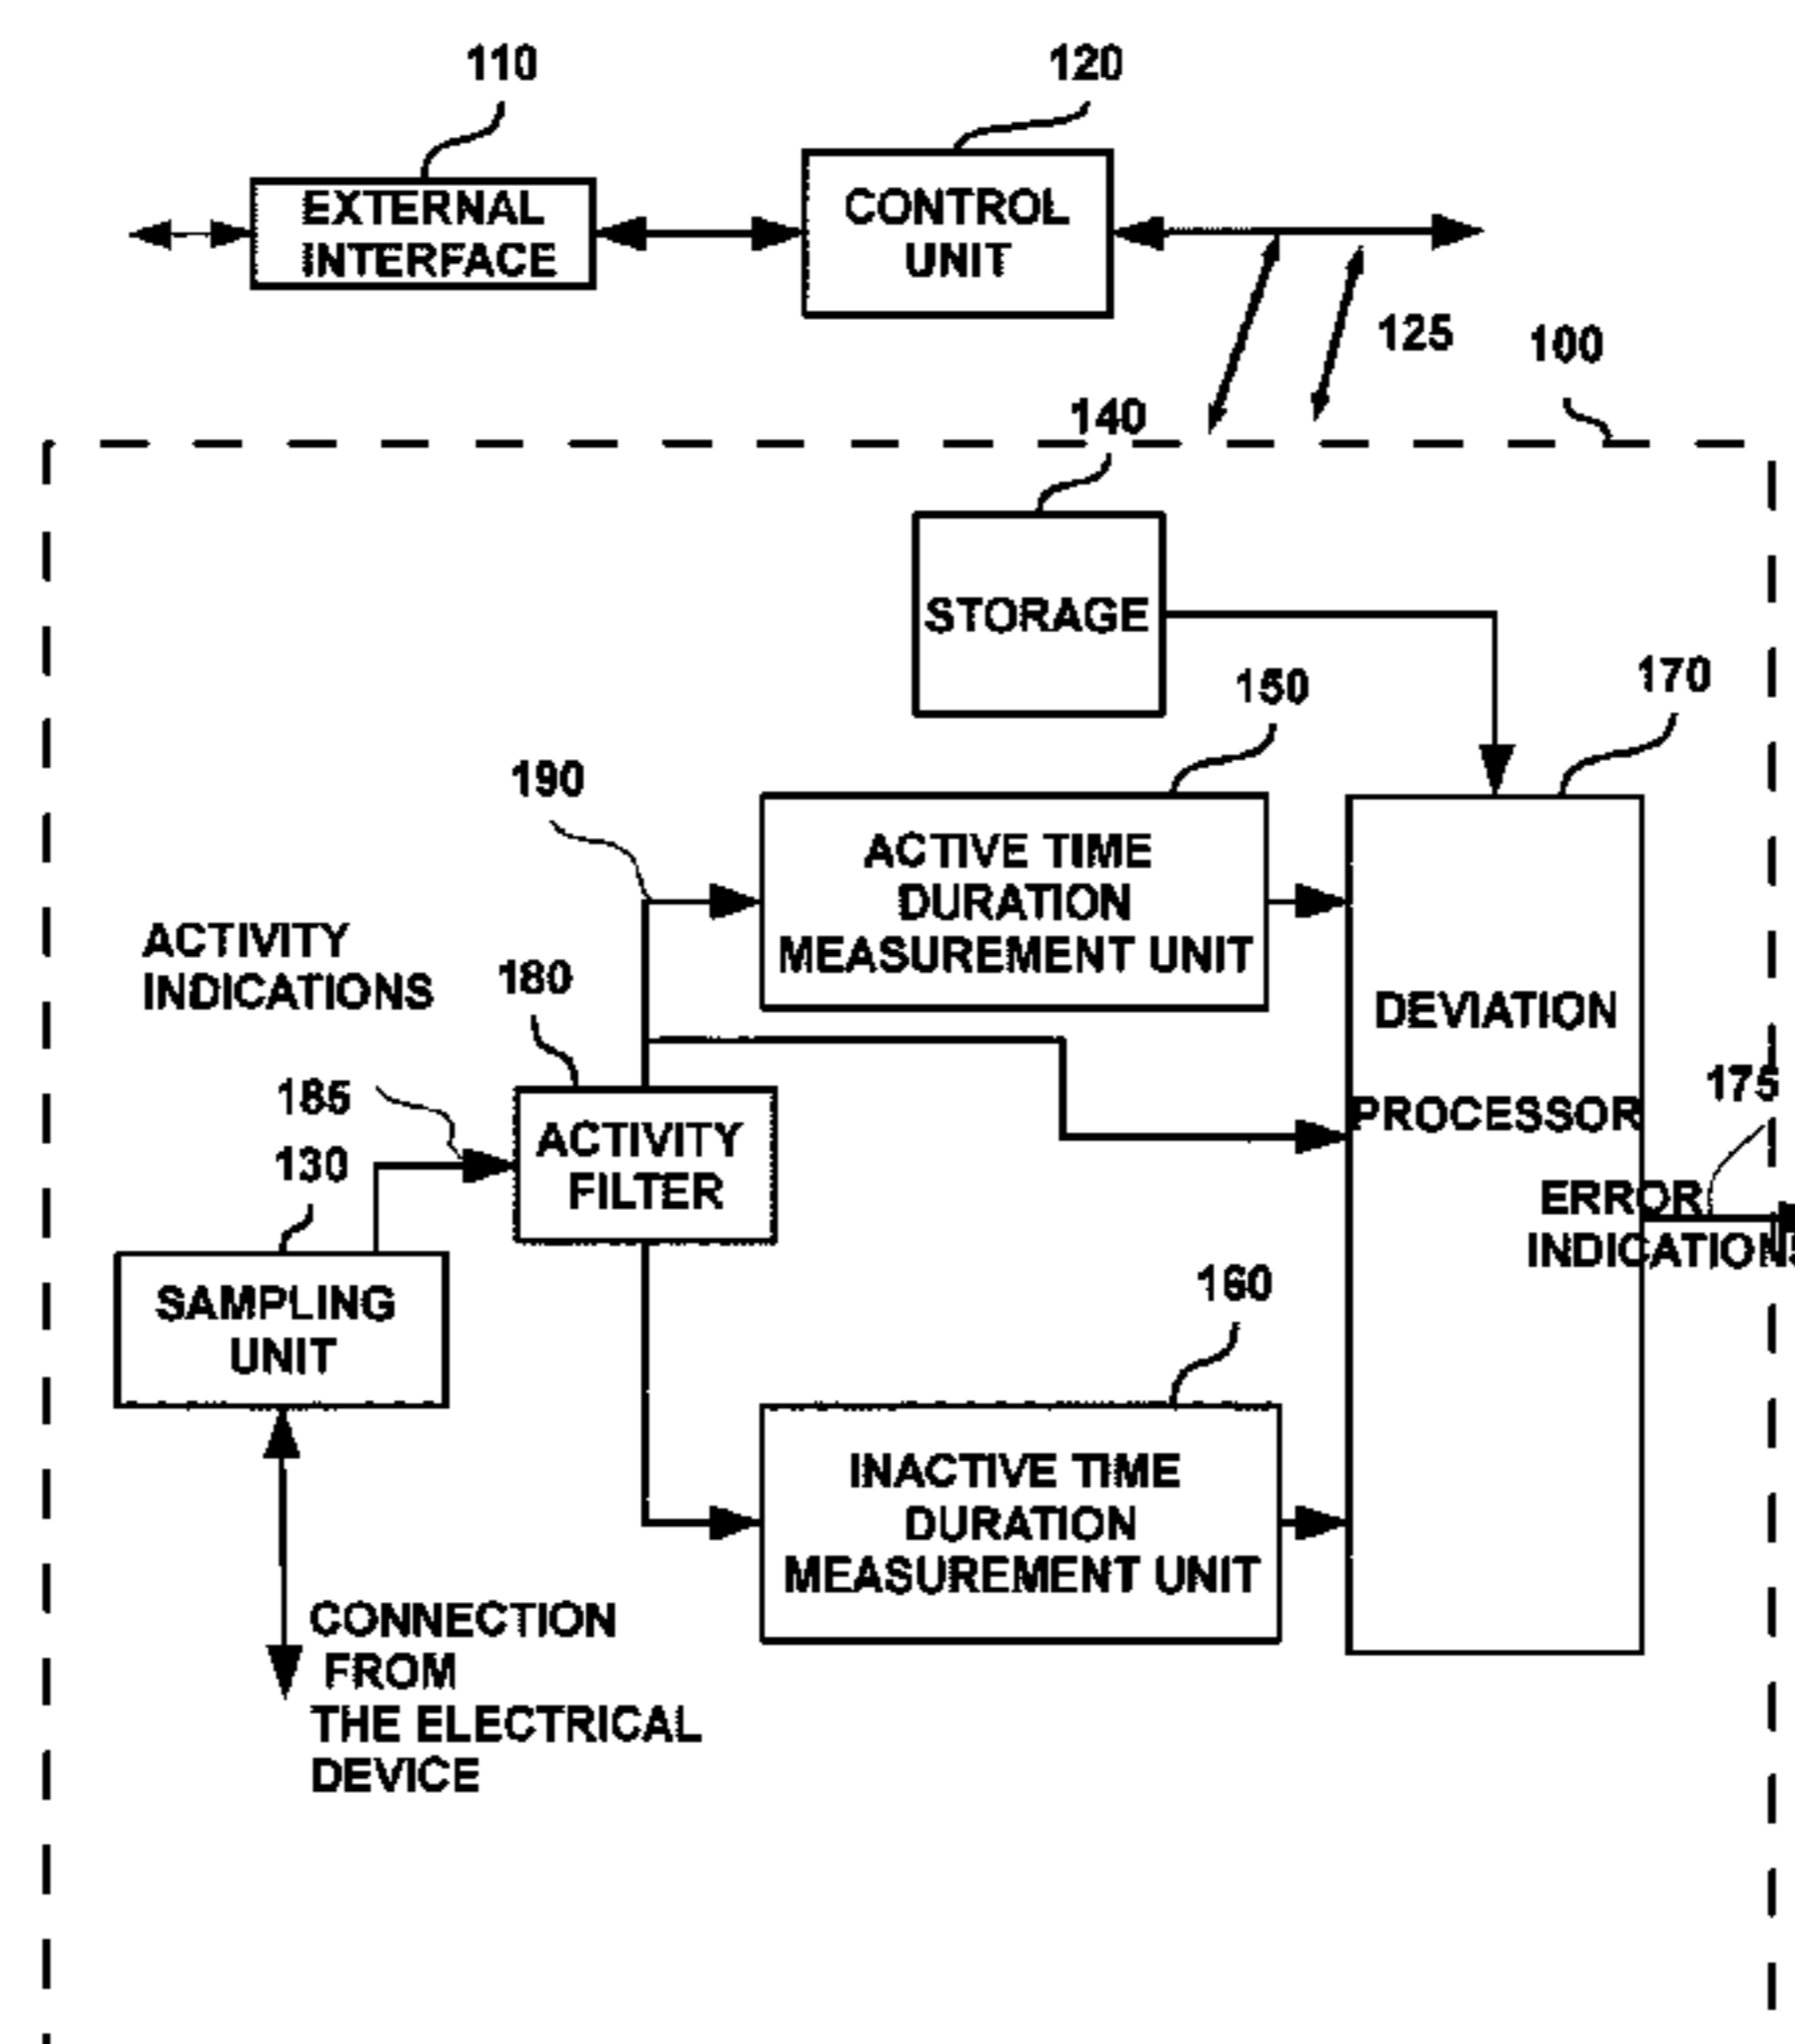 110
120
EXTERNAL
INTERFACE
CONTROL
UNIT
125
100
140
STORAGE
150
170
190
ACTIVE TIME
DURATION
MEASUREMENT UNIT
ACTIVITY
INDICATIONS
180
DEVIATION
PROCESSOR
175
185
130
ACTIVITY
FILTER
ERROR
INDICATIONS
SAMPLING
UNIT
160
INACTIVE TIME
DURATION
MEASUREMENT UNIT
CONNECTION
FROM
THE ELECTRICAL
DEVICE